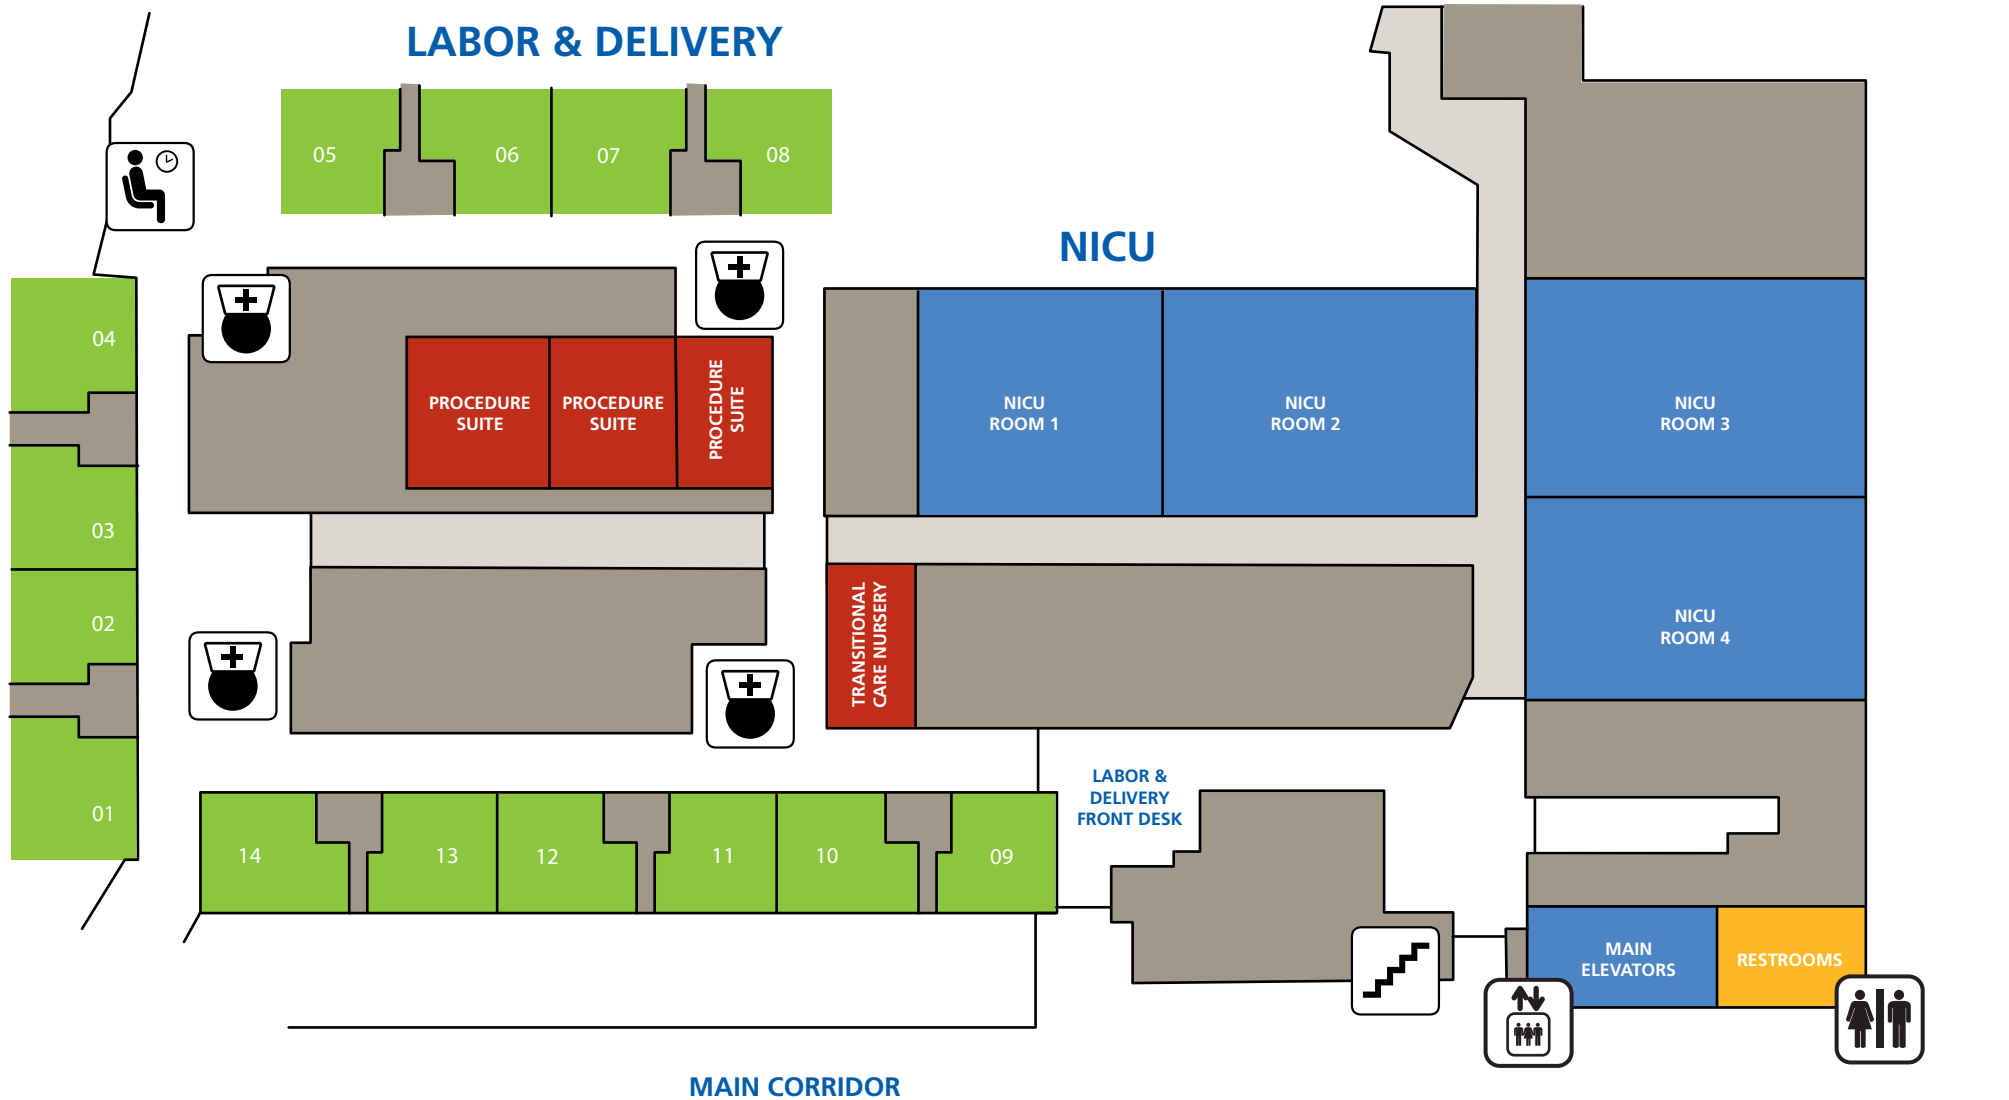 LABOR & DELIVERY
05
06
07
08
NICU
04
03
02
01
PROCEDURE
SUITE
PROCEDURE
SUITE
PROCEDURE
SUITE
NICU
ROOM 1
NICU
ROOM 2
NICU
ROOM 3
NICU
ROOM 4
TRANSITIONAL
CARE NURSERY
LABOR &
DELIVERY
FRONT DESK
14
13
12
11
10
09
MAIN
ELEVATORS
RESTROOMS
MAIN CORRIDOR